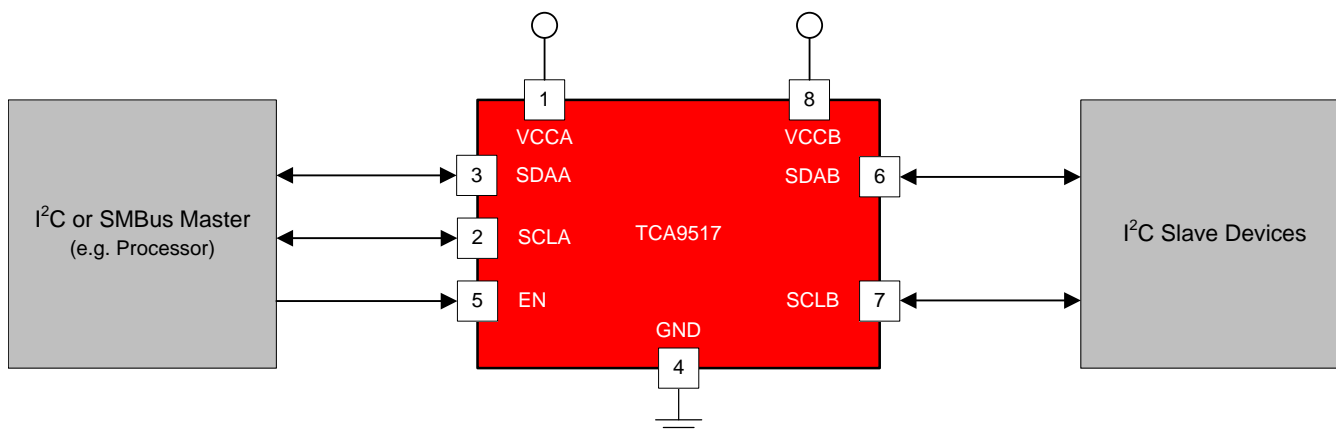 1
8
VCCA
VCCB
3 SDAA
SDAB 6
I²C or SMBus Master
(e.g. Processor)
2 SCLA
TCA9517
I²C Slave Devices
5 EN
SCLB 7
GND
4